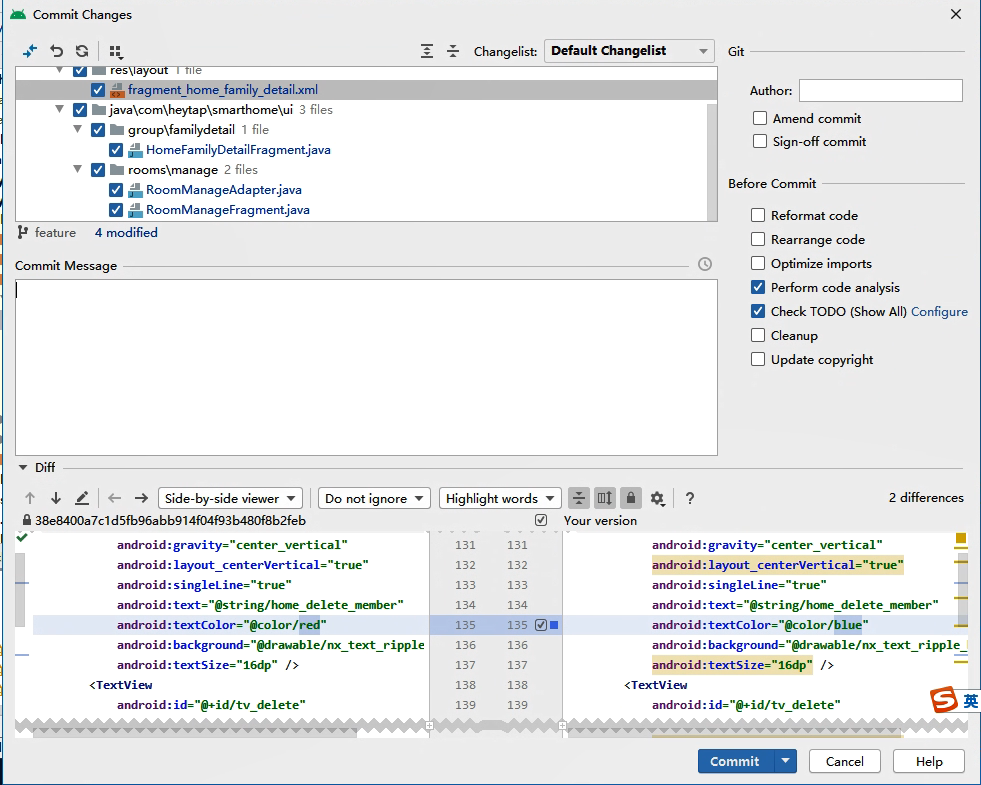 Commit Changes
Changelist: Default Changelist
Git
res\layout 1 file
fragment_home_family_detail.xml
java\com\heytap\smarthome\ui 3 files
group\familydetail 1 file
HomeFamilyDetailFragment.java
rooms\manage 2 files
RoomManageAdapter.java
RoomManageFragment.java
feature 4 modified
Author:
Amend commit
Sign-off commit
Before Commit
Reformat code
Rearrange code
Optimize imports
Perform code analysis
Check TODO (Show All) Configure
Cleanup
Update copyright
Commit Message
Diff
Side-by-side viewer Do not ignore Highlight words ? 2 differences
38e8400a7c1d5fb96abb914f04f93b480f8b2feb Your version
android:gravity="center_vertical" 131 131 android:gravity="center_vertical"
android:layout_centerVertical="true" 132 132 android:layout_centerVertical="true"
android:singleLine="true" 133 133 android:singleLine="true"
android:text="@string/home_delete_member" 134 134 android:text="@string/home_delete_member"
android:textColor="@color/red" 135 135 android:textColor="@color/blue"
android:background="@drawable/nx_text_ripple 136 136 android:background="@drawable/nx_text_ripple_
android:textSize="16dp" /> 137 137 android:textSize="16dp" />
<TextView 138 138 <TextView
android:id="@+id/tv_delete" 139 139 android:id="@+id/tv_delete"
S 英
Commit Cancel Help